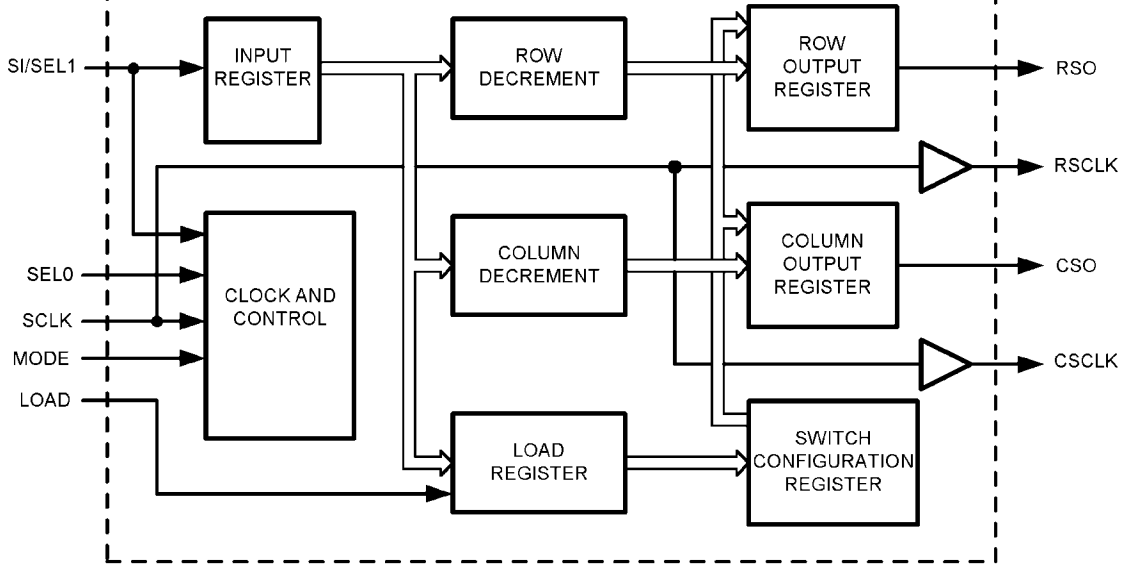 SI/SEL1
INPUT
REGISTER
ROW
DECREMENT
ROW
OUTPUT
REGISTER
RSO
RSCLK
SEL0
SCLK
MODE
LOAD
CLOCK AND
CONTROL
COLUMN
DECREMENT
COLUMN
OUTPUT
REGISTER
CSO
CSCLK
LOAD
REGISTER
SWITCH
CONFIGURATION
REGISTER